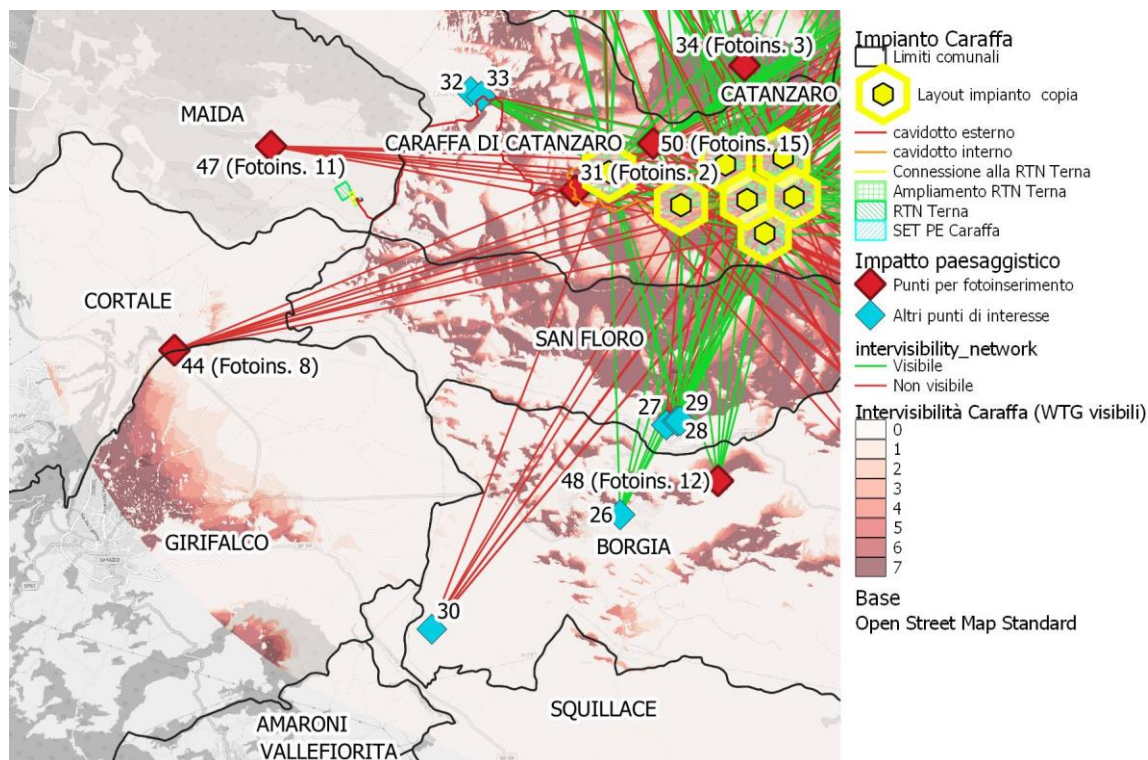 34 (Fotoins. 3)
32
33
CATANZARO
MAIDA
CARAFFA DI CATANZARO
50 (Fotoins. 15)
47 (Fotoins. 11)
31 (Fotoins. 2)
CORTALE
SAN FLORO
44 (Fotoins. 8)
27
29
28
48 (Fotoins. 12)
26
GIRIFALCO
BORGIA
30
SQUILLACE
AMARONI
VALLEFIORITA
Impianto Caraffa
Limiti comunali
Layout impianto copia
cavidotto esterno
cavidotto interno
Connessione alla RTN Terna
Ampliamento RTN Terna
RTN Terna
SET PE Caraffa
Impatto paesaggistico
Punti per fotoinserimento
Altri punti di interesse
intervisibility_network
Visibile
Non visibile
Intervisibilità Caraffa (WTG visibili)
0
1
2
3
4
5
6
7
Base
Open Street Map Standard